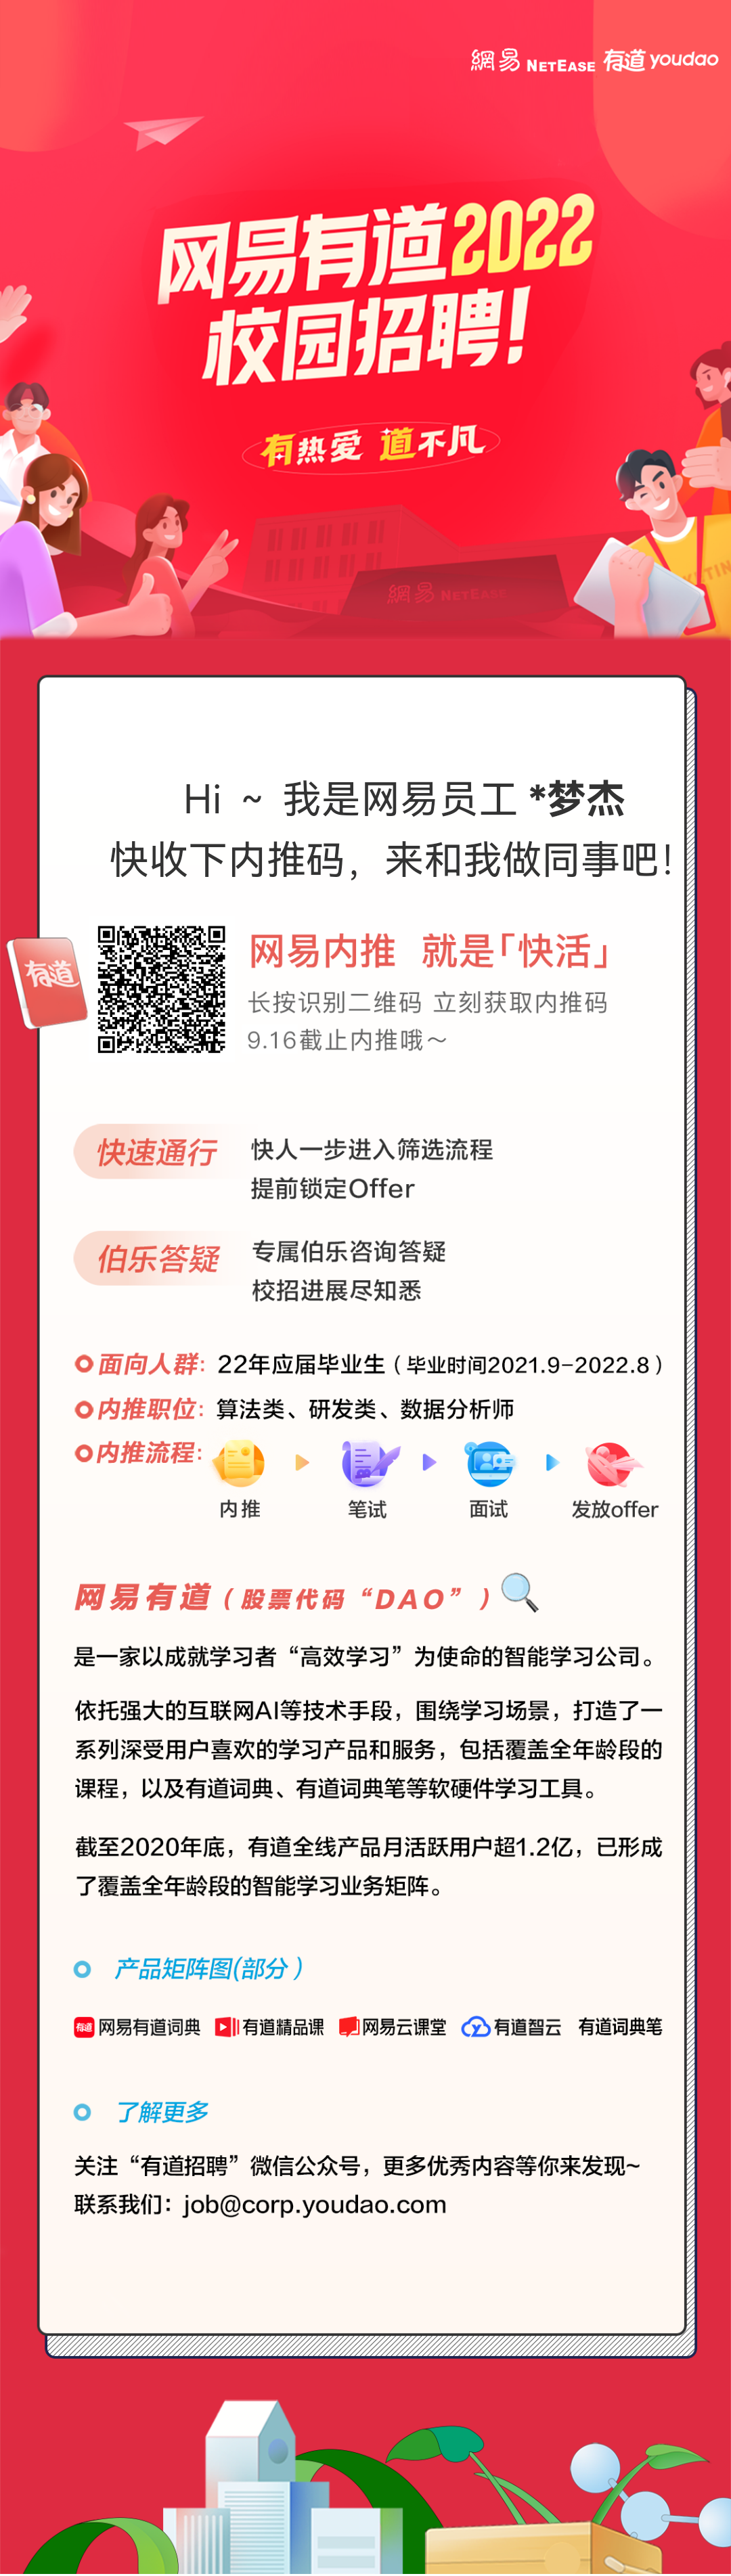 網易 NETEASE 有道 youdao
网易有道2022
校园招聘!
有热爱 道不凡
網易 NETEASE
Hi ~ 我是网易员工 *梦杰
快收下内推码，来和我做同事吧!
有道
网易内推 就是「快活」
长按识别二维码 立刻获取内推码
9.16截止内推哦～
快速通行
快人一步进入筛选流程
提前锁定Offer
伯乐答疑
专属伯乐咨询答疑
校招进展尽知悉
面向人群: 22年应届毕业生（毕业时间2021.9-2022.8）
内推职位: 算法类、研发类、数据分析师
内推流程:
内推 笔试 面试 发放offer
网易有道（股票代码“DAO”）
是一家以成就学习者“高效学习”为使命的智能学习公司。
依托强大的互联网AI等技术手段，围绕学习场景，打造了一
系列深受用户喜欢的学习产品和服务，包括覆盖全年龄段的
课程，以及有道词典、有道词典笔等软硬件学习工具。
截至2020年底，有道全线产品月活跃用户超1.2亿，已形成
了覆盖全年龄段的智能学习业务矩阵。
产品矩阵图(部分）
有道 网易有道词典 有道精品课 网易云课堂 有道智云 有道词典笔
了解更多
关注“有道招聘”微信公众号，更多优秀内容等你来发现~
联系我们：job@corp.youdao.com